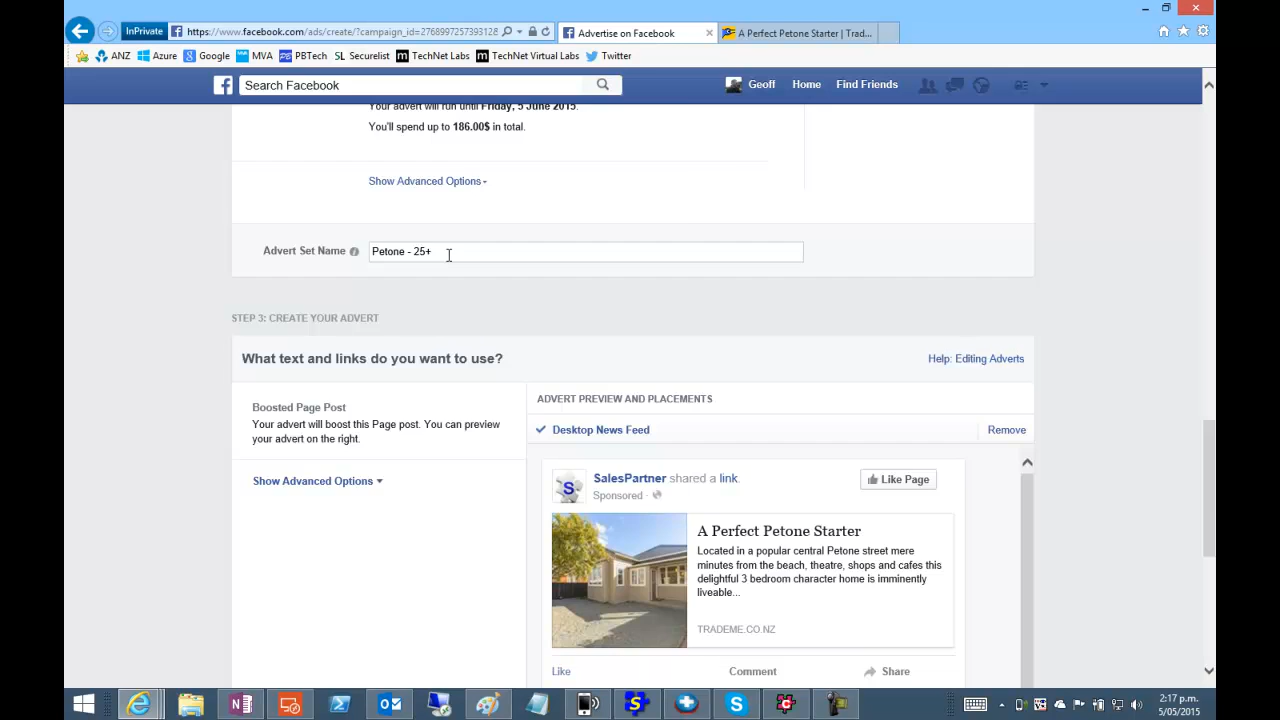 InPrivate
https://www.facebook.com/ads/create/?campaign_id=2768997257393128
Advertise on Facebook
A Perfect Petone Starter | Trad...
ANZ
Azure
Google
MVA
PBTech
Securelist
TechNet Labs
TechNet Virtual Labs
Twitter
Search Facebook
Geoff
Home
Find Friends
Your advert will run until Friday, 5 June 2015.
You'll spend up to 186.00$ in total.
Show Advanced Options
Advert Set Name
Petone - 25+
STEP 3: CREATE YOUR ADVERT
What text and links do you want to use?
Help: Editing Adverts
Boosted Page Post
Your advert will boost this Page post. You can preview
your advert on the right.
Show Advanced Options
ADVERT PREVIEW AND PLACEMENTS
Desktop News Feed
Remove
SalesPartner shared a link.
Sponsored ·
Like Page
A Perfect Petone Starter
Located in a popular central Petone street mere
minutes from the beach, theatre, shops and cafes this
delightful 3 bedroom character home is imminently
liveable...
TRADEME.CO.NZ
Like
Comment
Share
2:17 p.m.
5/05/2015